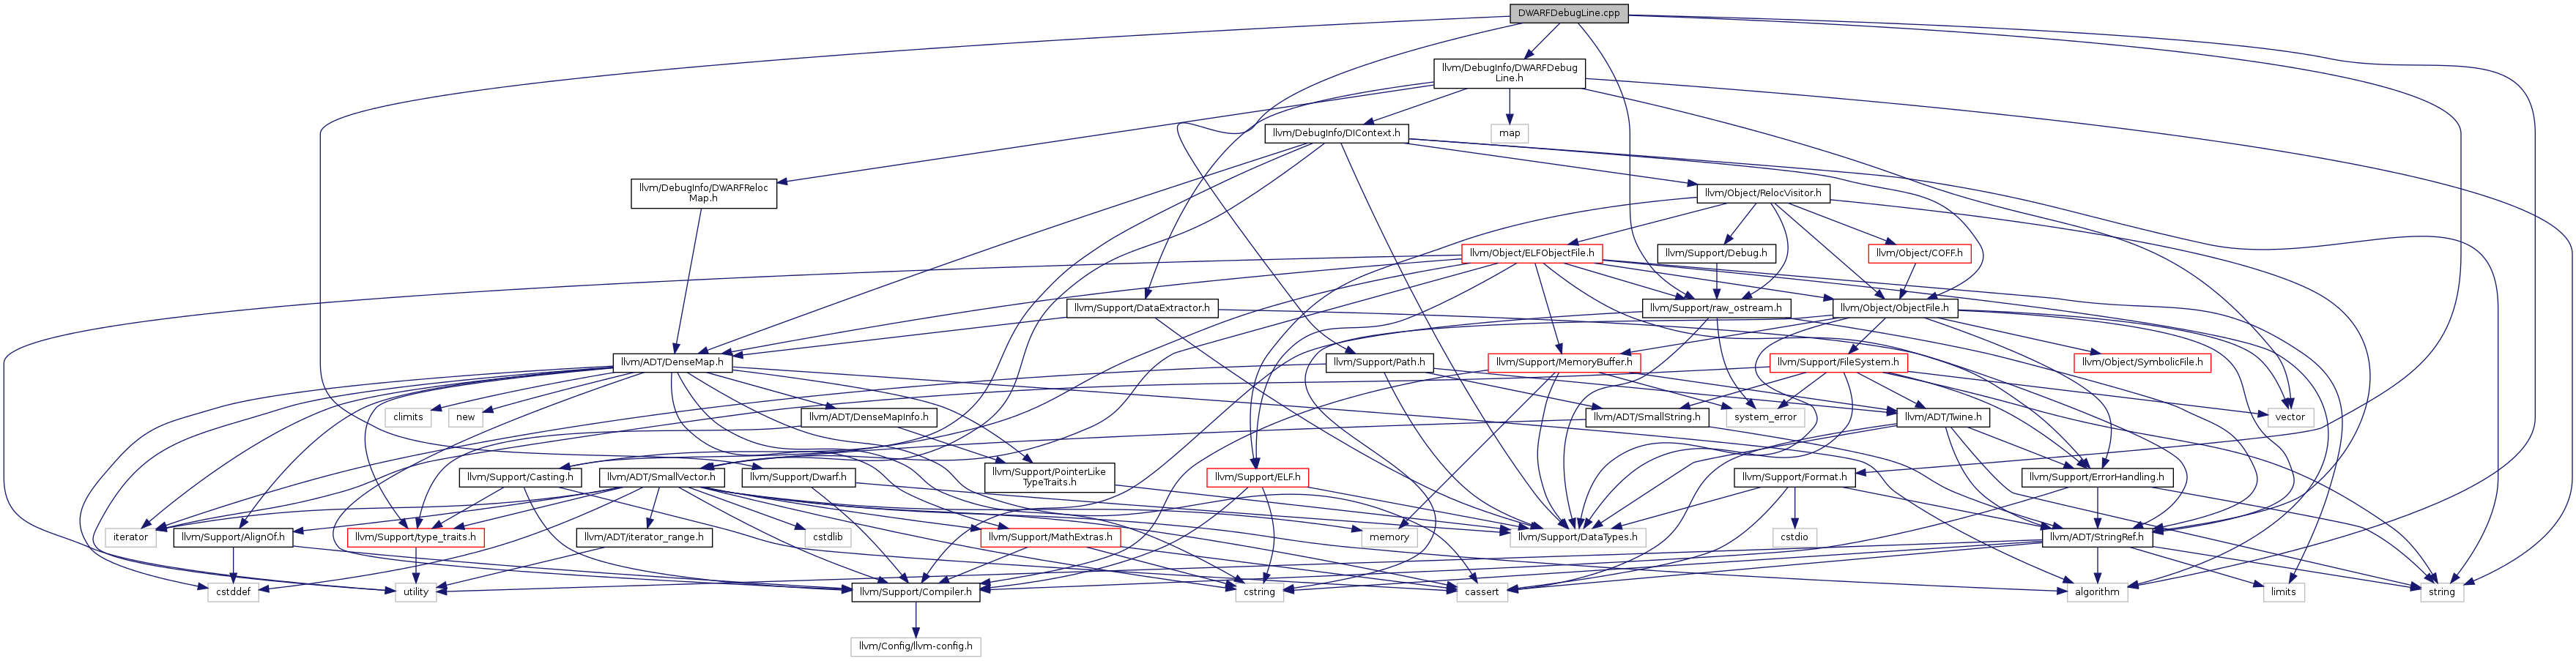 DWARFDebugLine.cpp
llvm/DebugInfo/DWARFDebug
Line.h
llvm/DebugInfo/DIContext.h
map
llvm/DebugInfo/DWARFReloc
Map.h
llvm/Object/RelocVisitor.h
llvm/Object/ELFObjectFile.h
llvm/Support/Debug.h
llvm/Object/COFF.h
llvm/Support/DataExtractor.h
llvm/Support/raw_ostream.h
llvm/Object/ObjectFile.h
llvm/ADT/DenseMap.h
llvm/Support/Path.h
llvm/Support/MemoryBuffer.h
llvm/Support/FileSystem.h
llvm/Object/SymbolicFile.h
climits
new
llvm/ADT/DenseMapInfo.h
llvm/ADT/SmallString.h
system_error
llvm/ADT/Twine.h
vector
llvm/Support/Casting.h
llvm/ADT/SmallVector.h
llvm/Support/Dwarf.h
llvm/Support/PointerLike
TypeTraits.h
llvm/Support/ELF.h
llvm/Support/Format.h
llvm/Support/ErrorHandling.h
iterator
llvm/Support/AlignOf.h
llvm/Support/type_traits.h
llvm/ADT/iterator_range.h
cstdlib
llvm/Support/MathExtras.h
memory
llvm/Support/DataTypes.h
cstdio
llvm/ADT/StringRef.h
cstddef
utility
llvm/Support/Compiler.h
cstring
cassert
algorithm
limits
string
llvm/Config/llvm-config.h